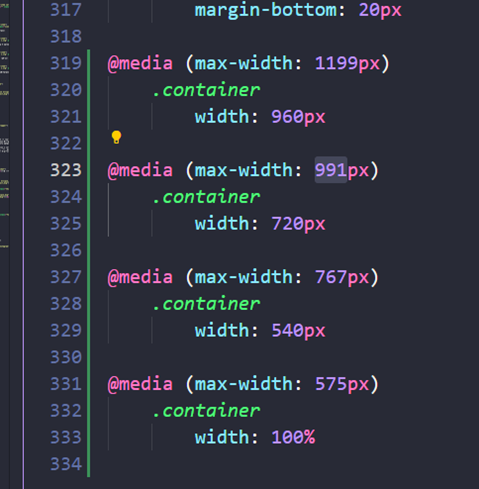 317 margin-bottom: 20px
318
319 @media (max-width: 1199px)
320 .container
321 width: 960px
322
323 @media (max-width: 991px)
324 .container
325 width: 720px
326
327 @media (max-width: 767px)
328 .container
329 width: 540px
330
331 @media (max-width: 575px)
332 .container
333 width: 100%
334